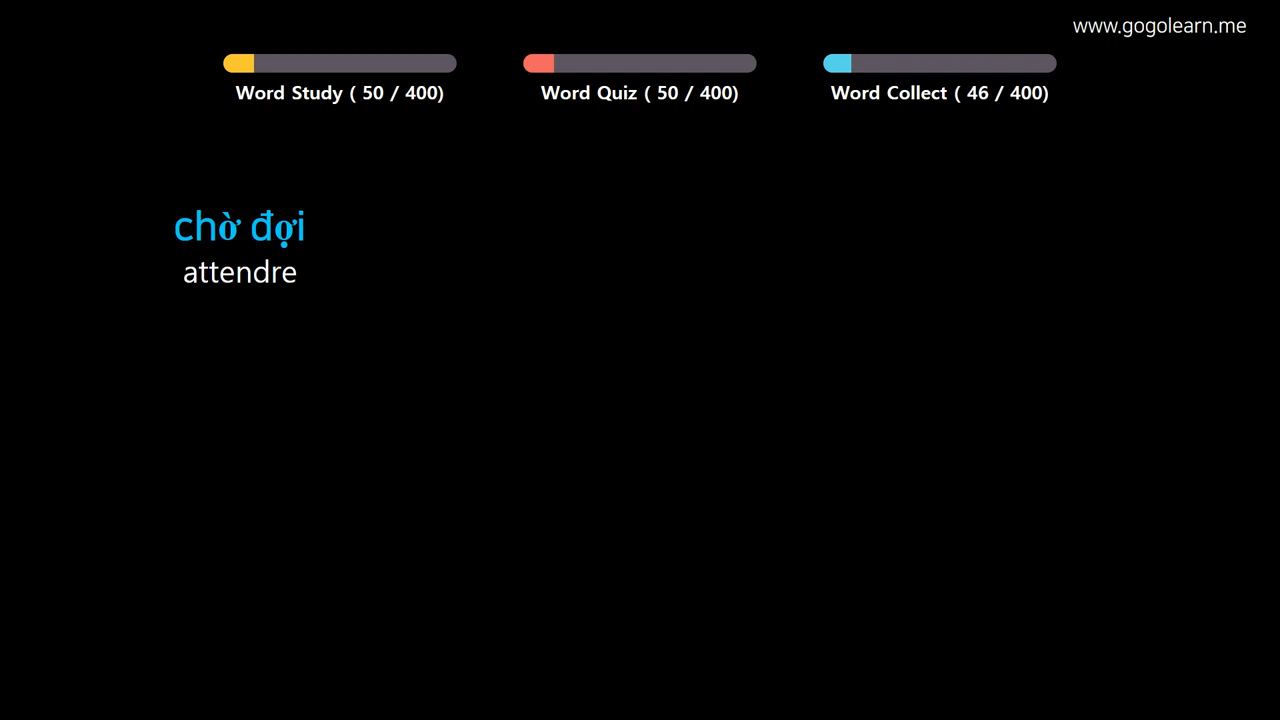 www.gogolearn.me
Word Study ( 50 / 400)
Word Quiz ( 50 / 400)
Word Collect ( 46 / 400)
chờ đợi
attendre